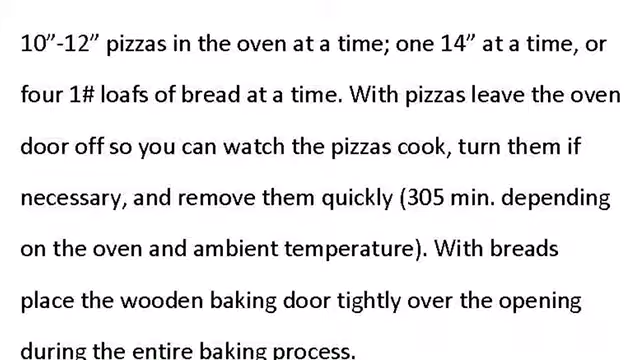 10”-12” pizzas in the oven at a time; one 14” at a time, or
four 1# loafs of bread at a time. With pizzas leave the oven
door off so you can watch the pizzas cook, turn them if
necessary, and remove them quickly (305 min. depending
on the oven and ambient temperature). With breads
place the wooden baking door tightly over the opening
during the entire baking process.